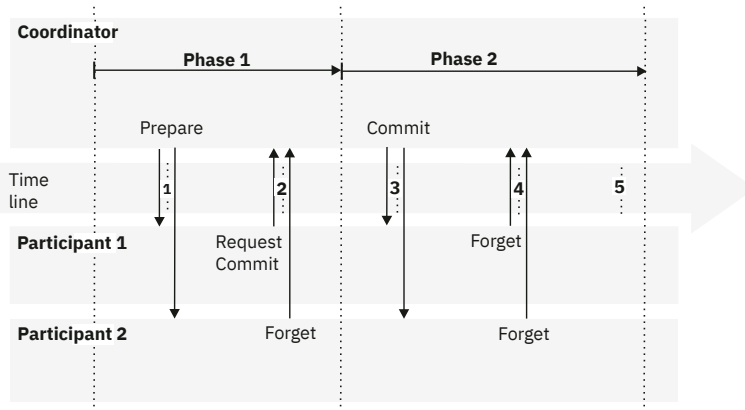 Coordinator
Phase 1
Phase 2
Prepare
Commit
Time
line
1
2
3
4
5
Participant 1
Request
Commit
Forget
Participant 2
Forget
Forget